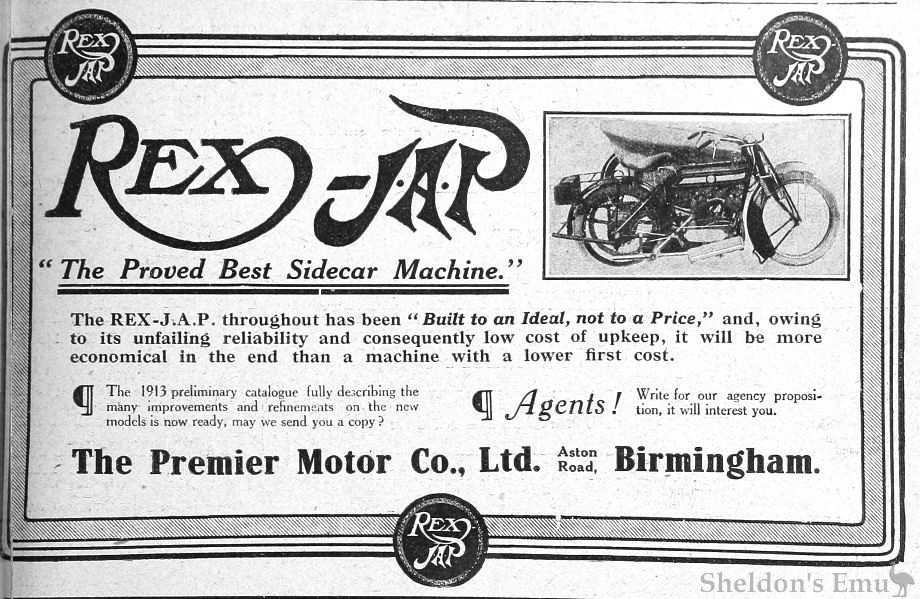 REX JAP
REX JAP
REX-J.A.P
"The Proved Best Sidecar Machine."
The REX-J.A.P. throughout has been "Built to an Ideal, not to a Price," and, owing
to its unfailing reliability and consequently low cost of upkeep, it will be more
economical in the end than a machine with a lower first cost.
¶ The 1913 preliminary catalogue fully describing the
many improvements and refinements on the new
models is now ready, may we send you a copy?
¶ Agents! Write for our agency proposi-
tion, it will interest you.
The Premier Motor Co., Ltd. Aston
Road, Birmingham.
REX JAP
Sheldon's Emu